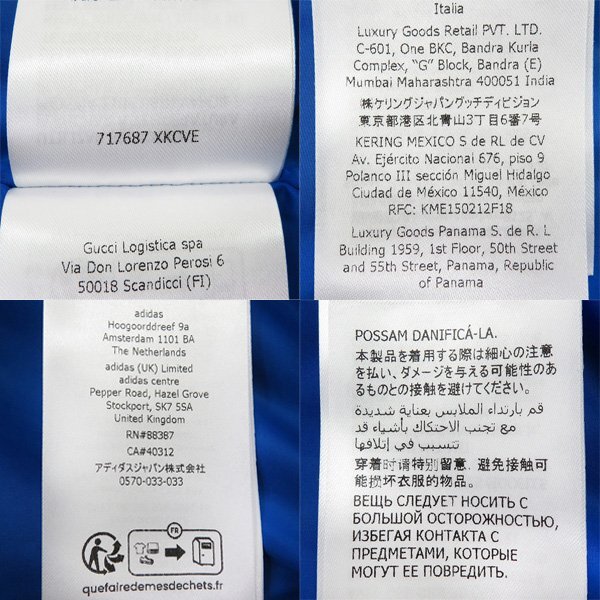 717687 XKCVE
Gucci Logistica spa
Via Don Lorenzo Perosi 6
50018 Scandicci (FI)
Italia
Luxury Goods Retail PVT. LTD.
C-601, One BKC, Bandra Kurla
Complex, "G" Block, Bandra (E)
Mumbai Maharashtra 400051 India
㈱ケリングジャパングッチディビジョン
東京都港区北青山3丁目6番7号
KERING MEXICO S de RL de CV
Av. Ejército Nacional 676, piso 9
Polanco III sección Miguel Hidalgo
Ciudad de México 11540, México
RFC: KME150212F18
Luxury Goods Panama S. de R. L
Building 1959, 1st Floor, 50th Street
and 55th Street, Panama, Republic
of Panama
adidas
Hoogoorddreef 9a
Amsterdam 1101 BA
The Netherlands
adidas (UK) Limited
adidas centre
Pepper Road, Hazel Grove
Stockport, SK7 5SA
United Kingdom
RN#88387
CA#40312
アディダスジャパン株式会社
0570-033-033
FR
quefairedemesdechets.fr
POSSAM DANIFICÁ-LA.
本製品を着用する際は細心の注意
を払い、ダメージを与える可能性のあ
るものとの接触を避けてください。
قم بارتداء الملابس بعناية شديدة
مع تجنب الاحتكاك بأشياء قد
تتسبب في إتلافها
穿着时请特别留意，避免接触可
能损坏衣服的物品。
ВЕЩЬ СЛЕДУЕТ НОСИТЬ С
БОЛЬШОЙ ОСТОРОЖНОСТЬЮ,
ИЗБЕГАЯ КОНТАКТА С
ПРЕДМЕТАМИ, КОТОРЫЕ
МОГУТ ЕЕ ПОВРЕДИТЬ.